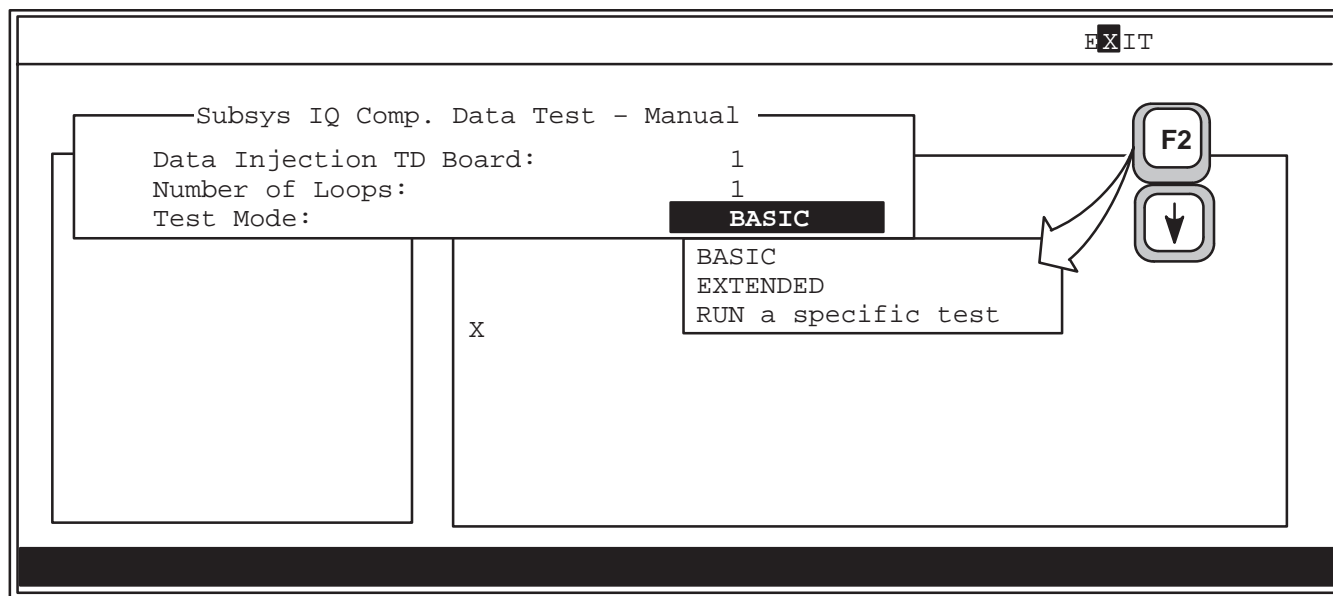 EXIT
Subsys IQ Comp. Data Test – Manual
Data Injection TD Board: 1
Number of Loops: 1
Test Mode: BASIC
BASIC
EXTENDED
RUN a specific test
X
F2